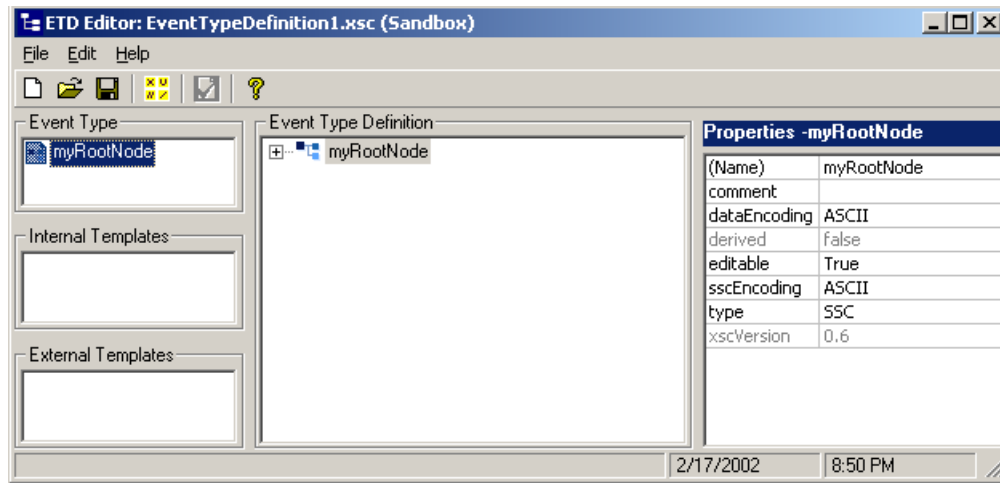 ETD Editor: EventTypeDefinition1.xsc (Sandbox)
File Edit Help
Event Type
myRootNode
Internal Templates
External Templates
Event Type Definition
myRootNode
Properties -myRootNode
(Name) myRootNode
comment
dataEncoding ASCII
derived false
editable True
sscEncoding ASCII
type SSC
xscVersion 0.6
2/17/2002 8:50 PM